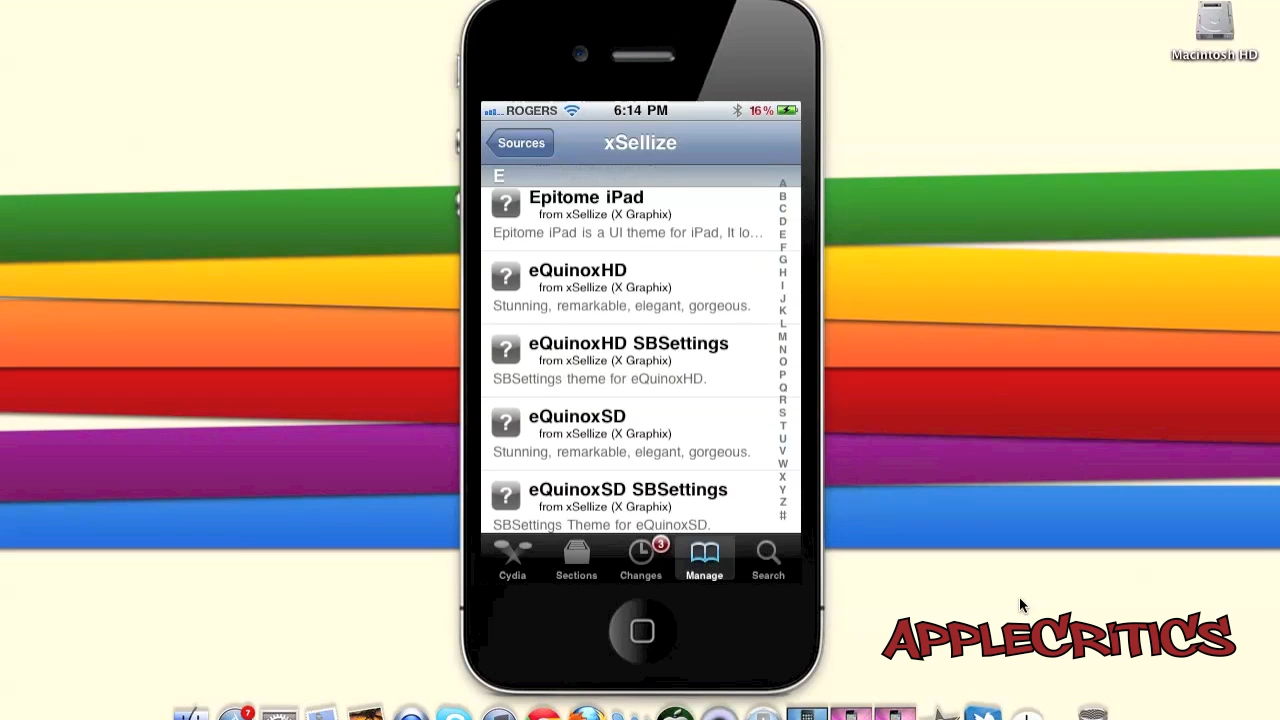 Macintosh HD
ROGERS 6:14 PM 16%
Sources xSellize
E
Epitome iPad
from xSellize (X Graphix)
Epitome iPad is a UI theme for iPad, It lo...
eQuinoxHD
from xSellize (X Graphix)
Stunning, remarkable, elegant, gorgeous.
eQuinoxHD SBSettings
from xSellize (X Graphix)
SBSettings theme for eQuinoxHD.
eQuinoxSD
from xSellize (X Graphix)
Stunning, remarkable, elegant, gorgeous.
eQuinoxSD SBSettings
from xSellize (X Graphix)
SBSettings Theme for eQuinoxSD.
A
B
C
D
E
F
G
H
I
J
K
L
M
N
O
P
Q
R
S
T
U
V
W
X
Y
Z
#
3
Cydia Sections Changes Manage Search
APPLECRITICS
7